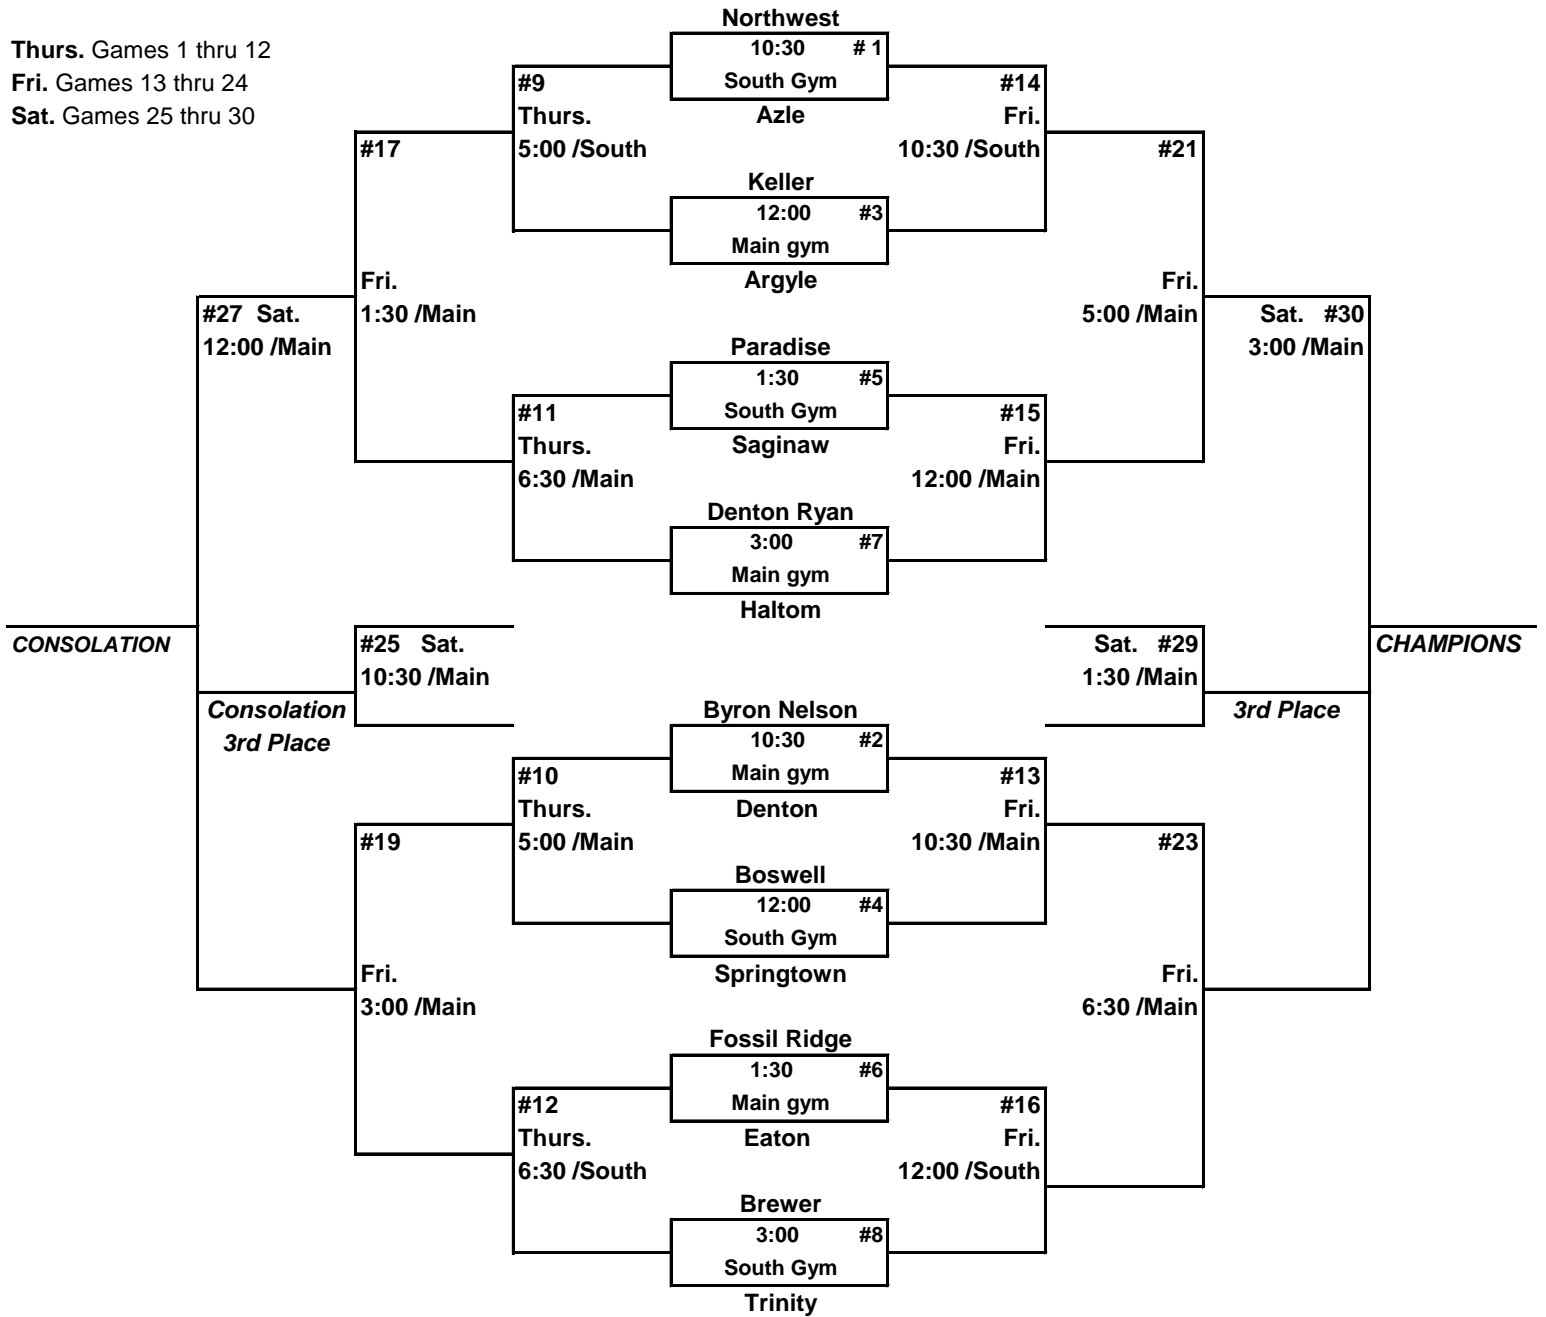 Northwest
Thurs. Games 1 thru 12
10:30 # 1
Fri. Games 13 thru 24
#9
South Gym
#14
Sat. Games 25 thru 30
Thurs.
Azle
Fri.
#17
5:00 /South
10:30 /South
#21
Keller
12:00 #3
Main gym
Fri.
Argyle
Fri.
#27 Sat.
1:30 /Main
5:00 /Main
Sat. #30
12:00 /Main
Paradise
3:00 /Main
1:30 #5
#11
South Gym
#15
Thurs.
Saginaw
Fri.
6:30 /Main
12:00 /Main
Denton Ryan
3:00 #7
Main gym
Haltom
CONSOLATION
#25 Sat.
Sat. #29
CHAMPIONS
10:30 /Main
1:30 /Main
Consolation
Byron Nelson
3rd Place
3rd Place
10:30 #2
#10
Main gym
#13
Thurs.
Denton
Fri.
#19
5:00 /Main
10:30 /Main
#23
Boswell
12:00 #4
South Gym
Fri.
Springtown
Fri.
3:00 /Main
6:30 /Main
Fossil Ridge
1:30 #6
#12
Main gym
#16
Thurs.
Eaton
Fri.
6:30 /South
12:00 /South
Brewer
3:00 #8
South Gym
Trinity